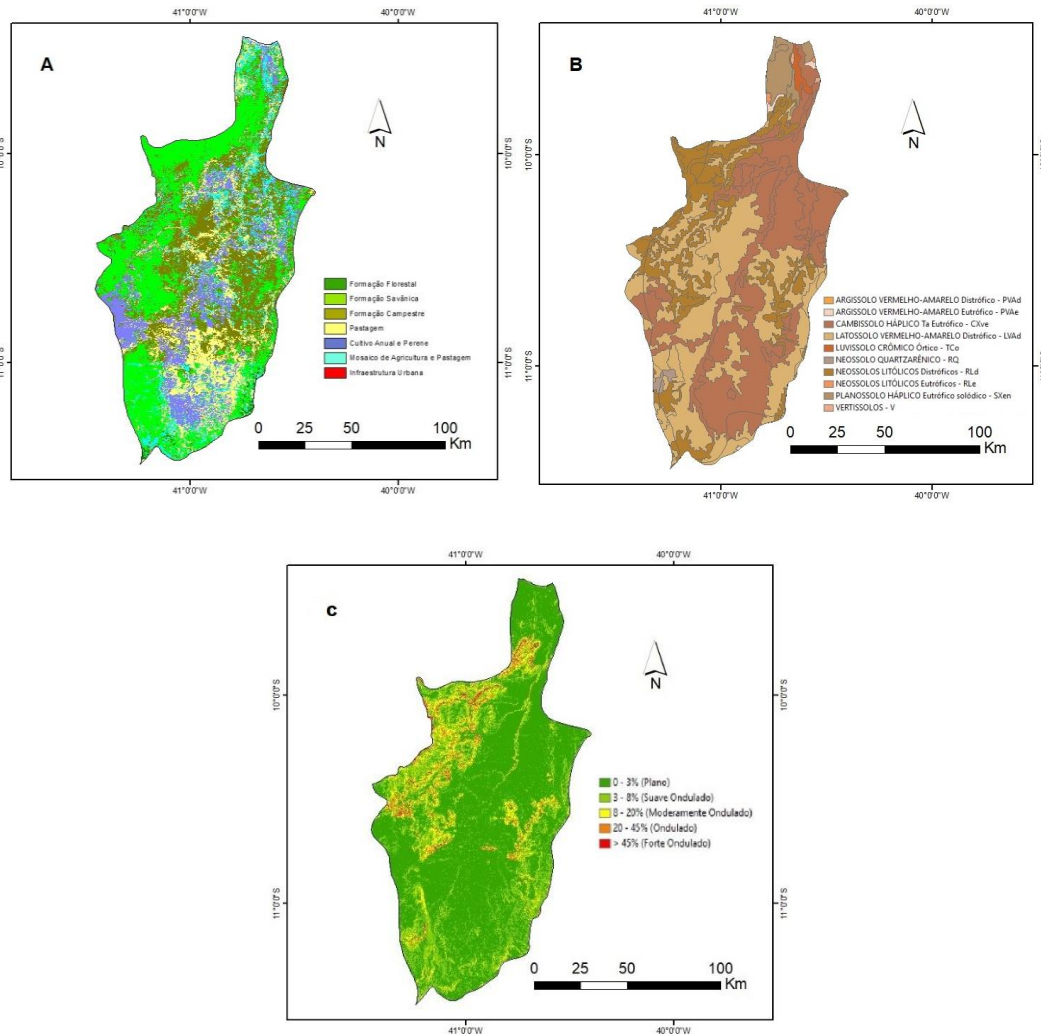 41°0'0"W
40°0'0"W
A
N
10°0'0"S
11°0'0"S
Formação Florestal
Formação Savânica
Formação Campestre
Pastagem
Cultivo Anual e Perene
Mosaico de Agricultura e Pastagem
Infraestrutura Urbana
0 25 50 100
Km
41°0'0"W
40°0'0"W
41°0'0"W
40°0'0"W
B
N
10°0'0"S
11°0'0"S
ARGISSOLO VERMELHO-AMARELO Distrófico - PVAd
ARGISSOLO VERMELHO-AMARELO Eutrófico - PVAe
CAMBISSOLO HÁPLICO Ta Eutrófico - CXve
LATOSSOLO VERMELHO-AMARELO Distrófico - LVAd
LUVISSOLO CRÔMICO Órtico - TCo
NEOSSOLO QUARTZARÊNICO - RQ
NEOSSOLOS LITÓLICOS Distróficos - RLd
NEOSSOLOS LITÓLICOS Eutróficos - RLe
PLANOSSOLO HÁPLICO Eutrófico solódico - SXen
VERTISSOLOS - V
0 25 50 100
Km
41°0'0"W
40°0'0"W
41°0'0"W
40°0'0"W
c
N
10°0'0"S
10°0'0"S
0 - 3% (Plano)
3 - 8% (Suave Ondulado)
8 - 20% (Moderamente Ondulado)
20 - 45% (Ondulado)
> 45% (Forte Ondulado)
11°0'0"S
11°0'0"S
0 25 50 100
Km
41°0'0"W
40°0'0"W